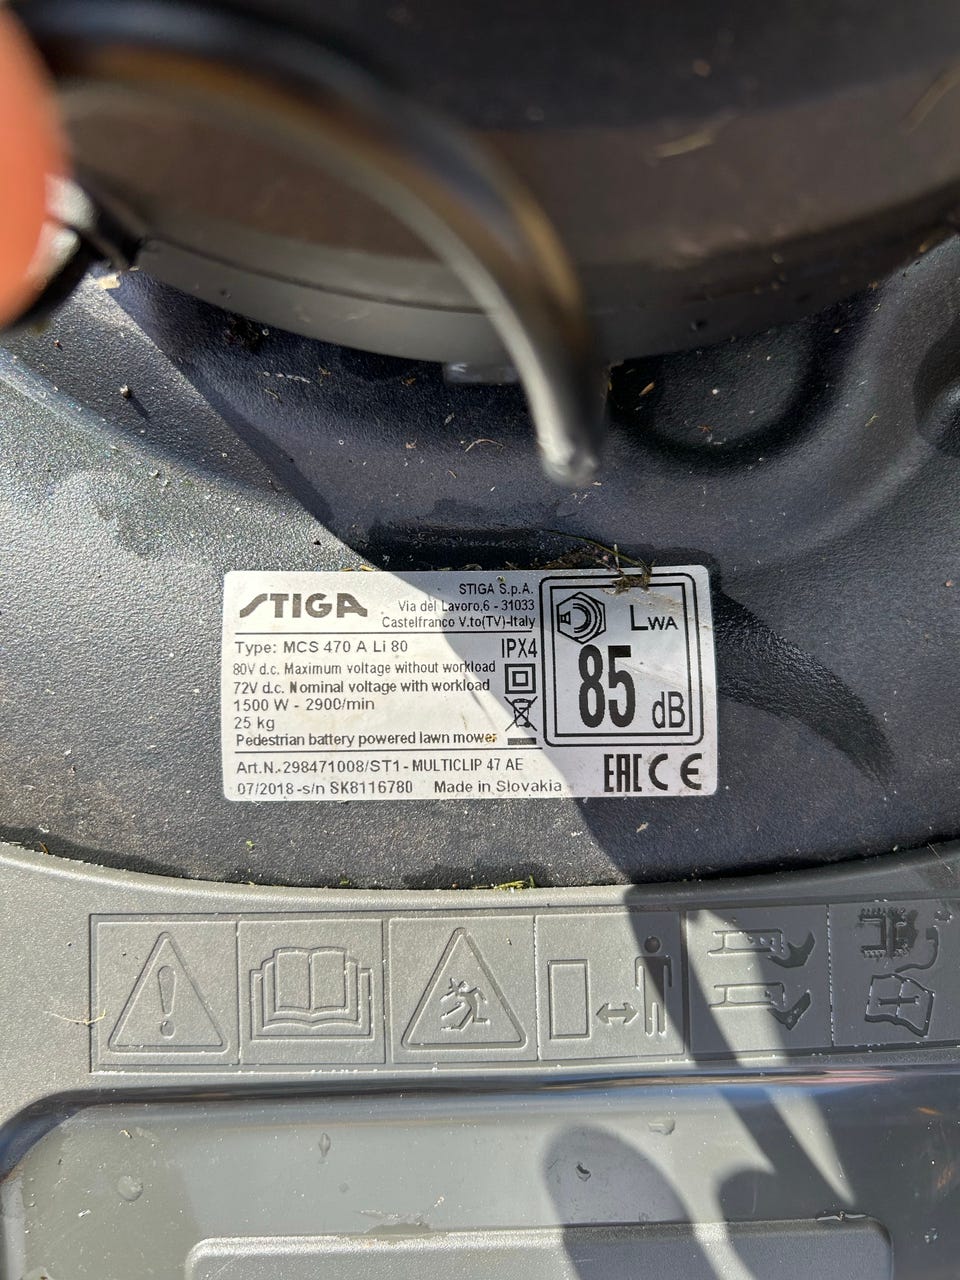 STIGA
STIGA S.p.A.
Via del Lavoro,6 - 31033
Castelfranco V.to(TV)-Italy
Type: MCS 470 A Li 80
IPX4
80V d.c. Maximum voltage without workload
72V d.c. Nominal voltage with workload
1500 W - 2900/min
25 kg
Pedestrian battery powered lawn mower
LWA
85 dB
Art.N.298471008/ST1 - MULTICLIP 47 AE
07/2018 -s/n SK8116780 Made in Slovakia
EAC CE